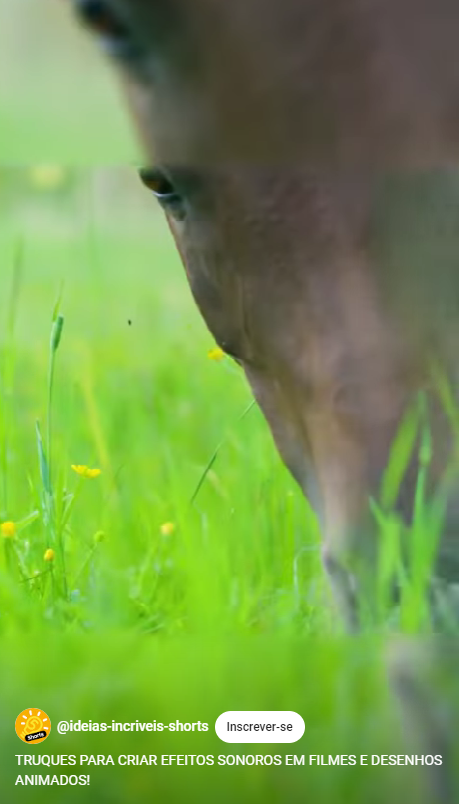 Shorts
@ideias-incriveis-shorts
Inscrever-se
TRUQUES PARA CRIAR EFEITOS SONOROS EM FILMES E DESENHOS
ANIMADOS!